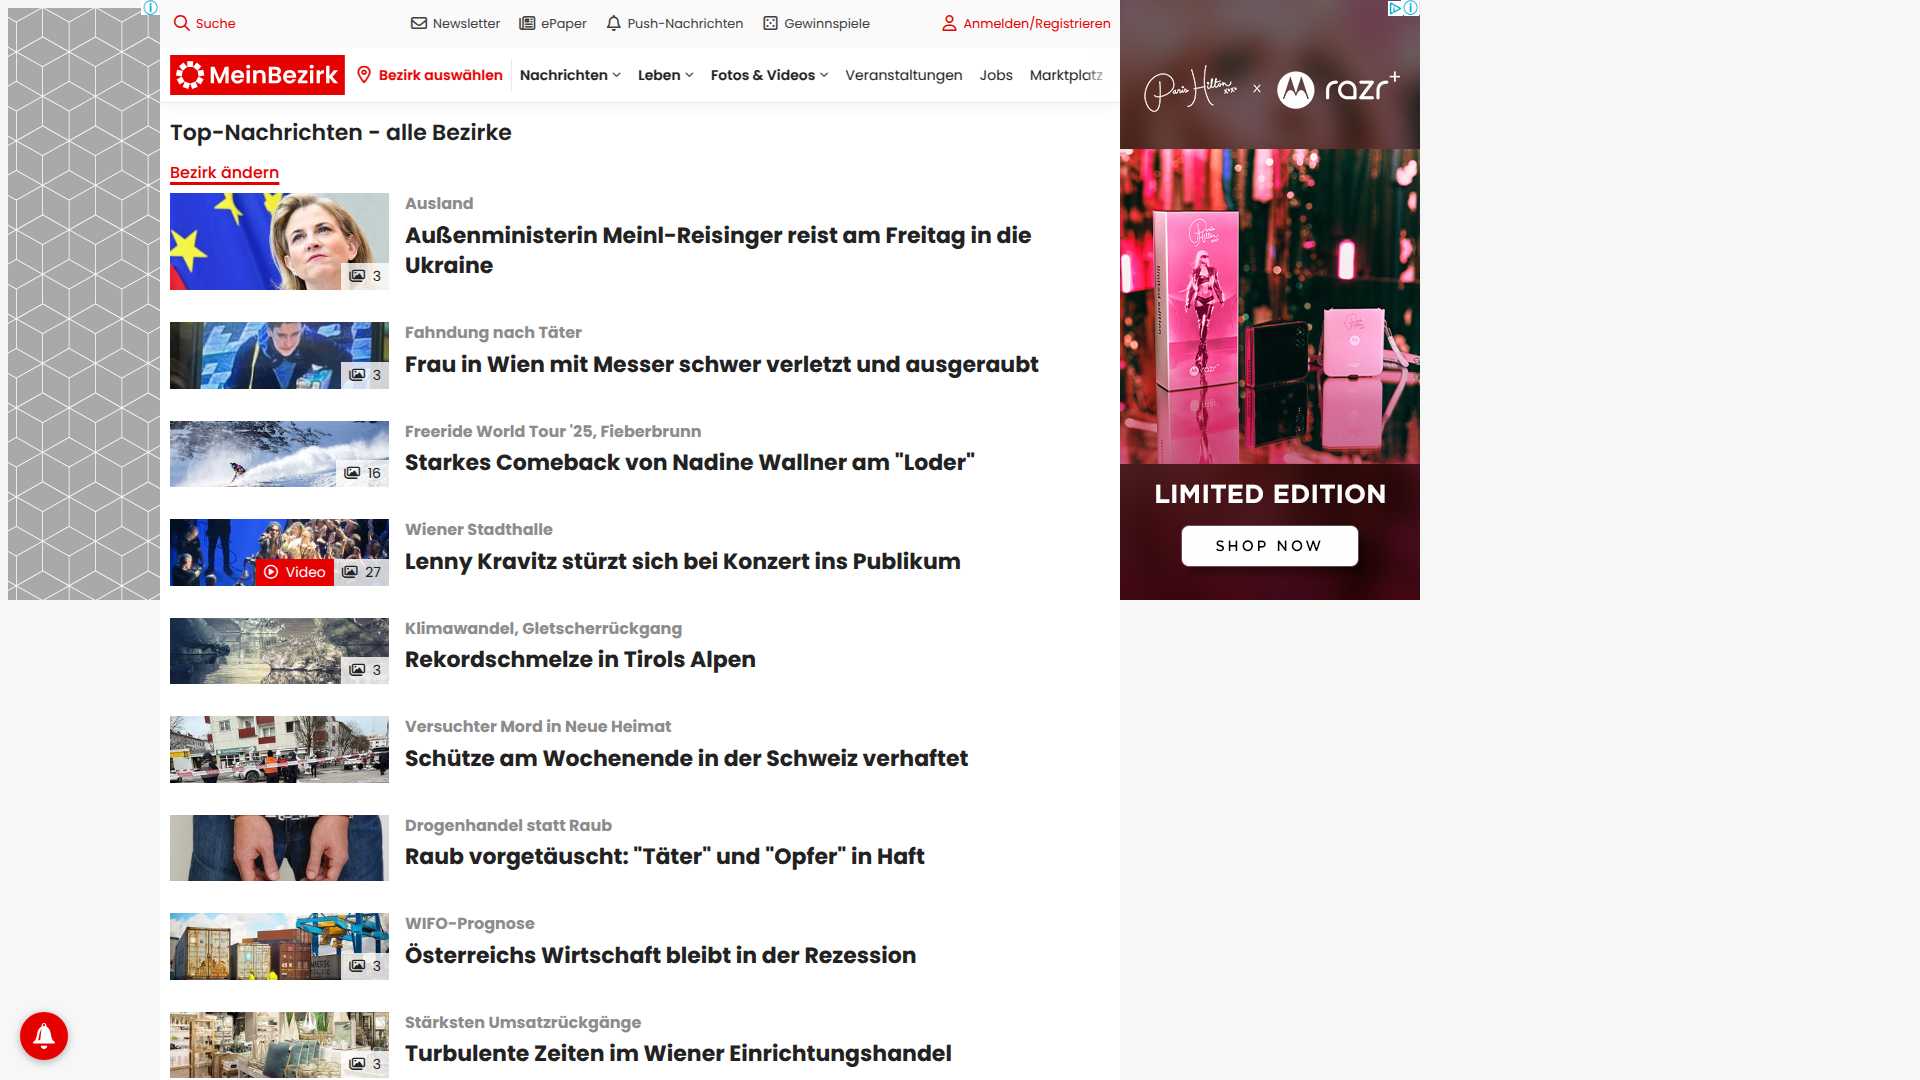 Suche
Newsletter
ePaper
Push-Nachrichten
Gewinnspiele
Anmelden/Registrieren
MeinBezirk
Bezirk auswählen
Nachrichten
Leben
Fotos & Videos
Veranstaltungen
Jobs
Marktplatz
Top-Nachrichten - alle Bezirke
Bezirk ändern
Ausland
Außenministerin Meinl-Reisinger reist am Freitag in die
Ukraine
3
Fahndung nach Täter
Frau in Wien mit Messer schwer verletzt und ausgeraubt
3
Freeride World Tour '25, Fieberbrunn
Starkes Comeback von Nadine Wallner am "Loder"
16
Wiener Stadthalle
Lenny Kravitz stürzt sich bei Konzert ins Publikum
Video
27
Klimawandel, Gletscherrückgang
Rekordschmelze in Tirols Alpen
3
Versuchter Mord in Neue Heimat
Schütze am Wochenende in der Schweiz verhaftet
Drogenhandel statt Raub
Raub vorgetäuscht: "Täter" und "Opfer" in Haft
WIFO-Prognose
Österreichs Wirtschaft bleibt in der Rezession
3
Stärksten Umsatzrückgänge
Turbulente Zeiten im Wiener Einrichtungshandel
3
Paris Hilton x razr+
LIMITED EDITION
SHOP NOW